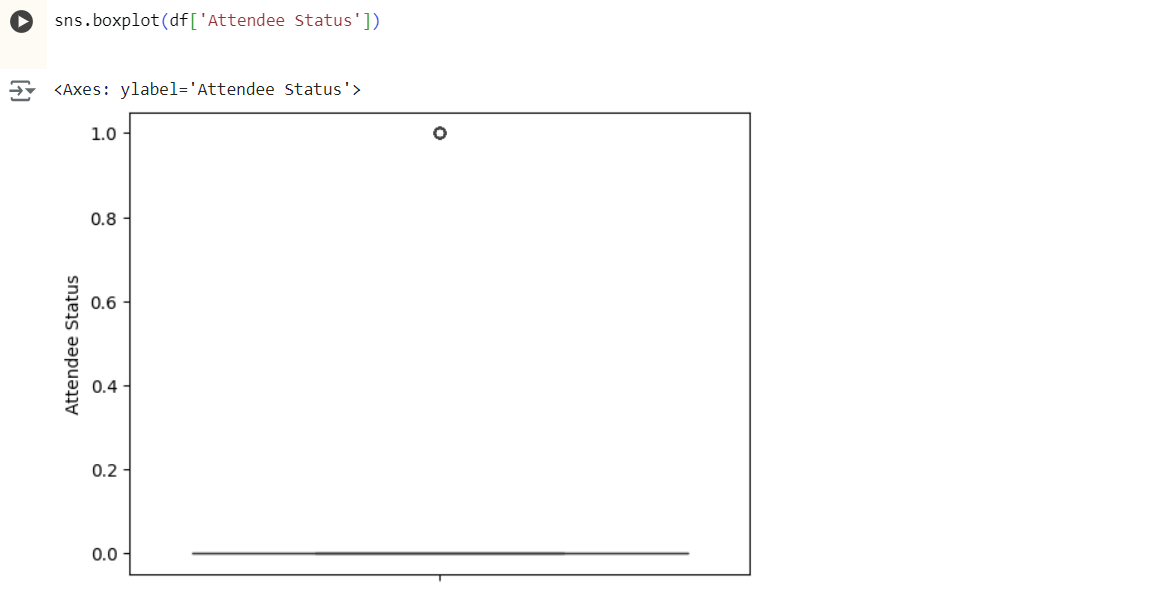 sns.boxplot(df['Attendee Status'])
<Axes: ylabel='Attendee Status'>
1.0
0.8
0.6
0.4
0.2
0.0
Attendee Status